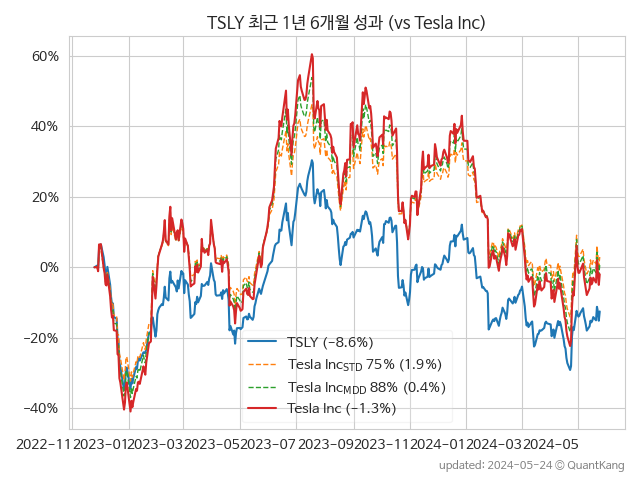 TSLY 최근 1년 6개월 성과 (vs Tesla Inc)
60%
40%
20%
0%
−20%
−40%
TSLY (−8.6%)
Tesla IncSTD 75% (1.9%)
Tesla IncMDD 88% (0.4%)
Tesla Inc (−1.3%)
2022-11 2023-01 2023-03 2023-05 2023-07 2023-09 2023-11 2024-01 2024-03 2024-05
updated: 2024-05-24 © QuantKang